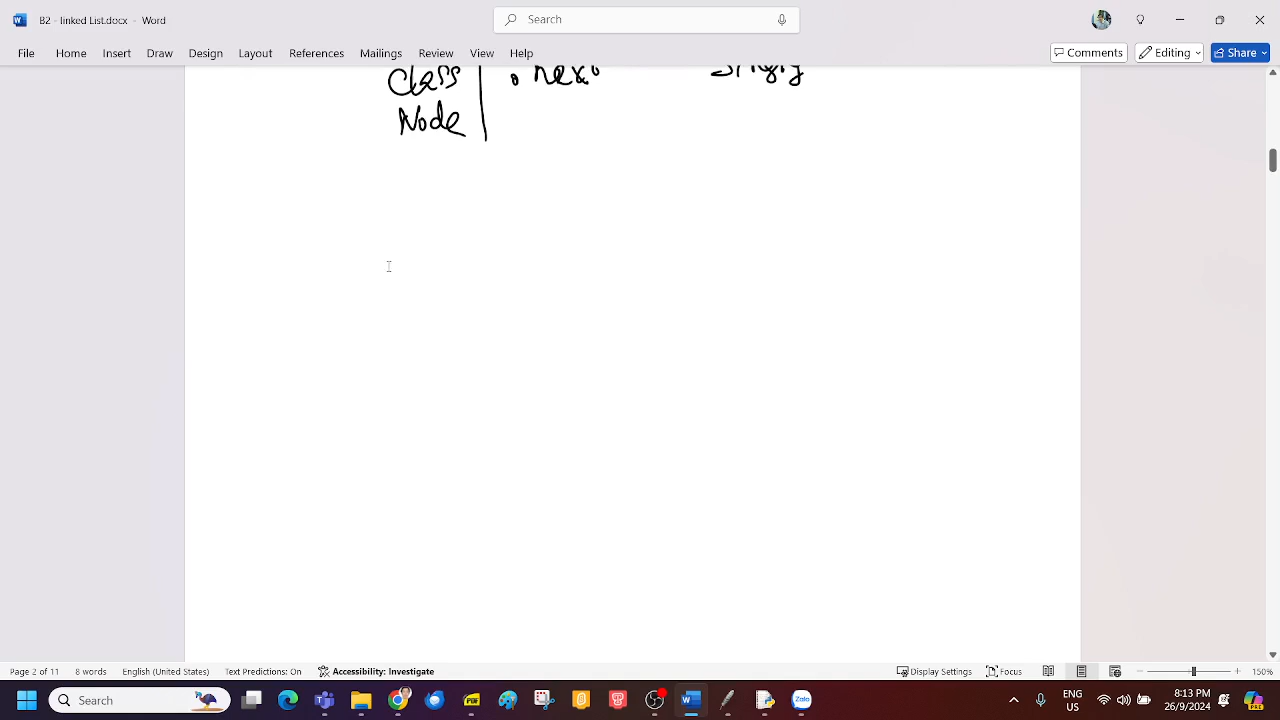 B2 - linked List.docx - Word
Search
File Home Insert Draw Design Layout References Mailings Review View Help
Comments Editing Share
Class
Node
Page 2 of 11 8 words English (United States) Text Predictions: On Accessibility: Investigate
Display Settings Focus 150%
Search
PDF
Zalo
ENG
US
8:13 PM
26/9/2024